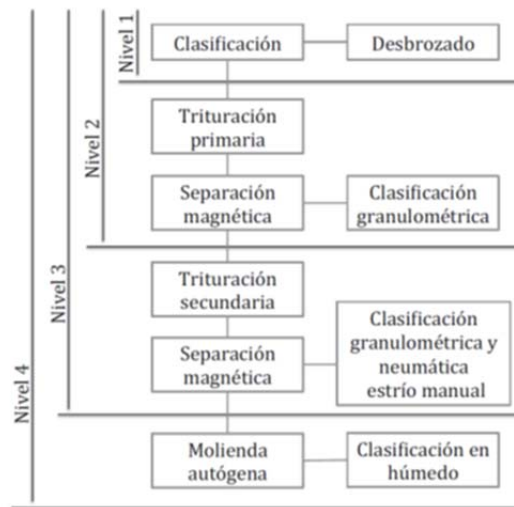 Nivel 1
Clasificación
Desbrozado
Nivel 2
Trituración
primaria
Separación
magnética
Clasificación
granulométrica
Nivel 3
Trituración
secundaria
Separación
magnética
Clasificación
granulométrica y
neumática
estrío manual
Nivel 4
Molienda
autógena
Clasificación en
húmedo